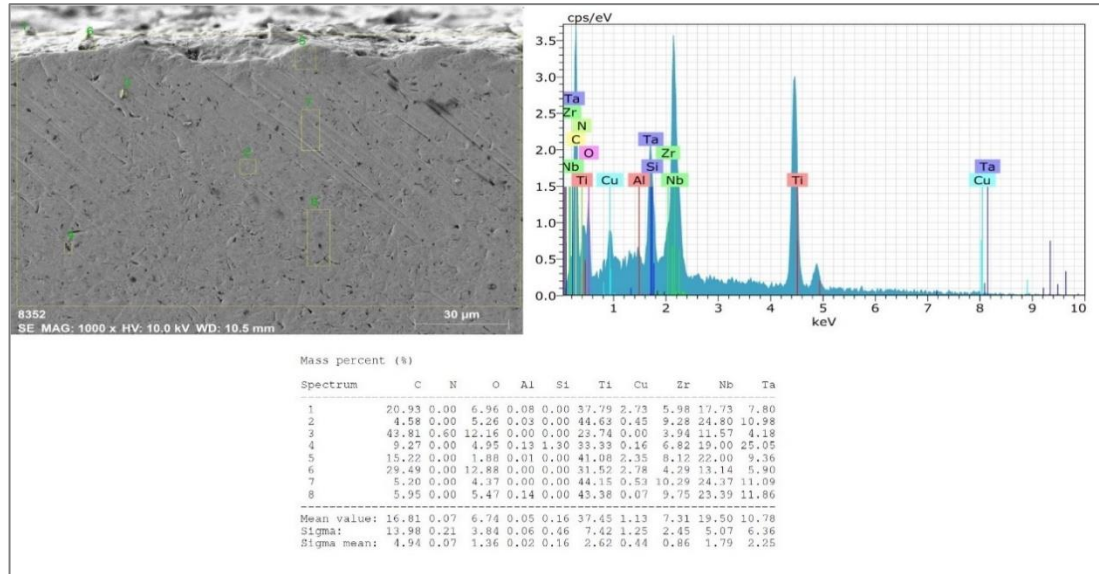 8352
SE MAG: 1000 x HV: 10.0 kV WD: 10.5 mm
30 µm
cps/eV
3.5
3.0
2.5
2.0
1.5
1.0
0.5
0.0
Ta
Zr
N
C
O
Nb
Ti
Cu
Al
Ta
Si
Zr
Nb
Ti
Ta
Cu
1 2 3 4 5 6 7 8 9 10
keV
Mass percent (%)
Spectrum C N O Al Si Ti Cu Zr Nb Ta
1 20.93 0.00 6.96 0.08 0.00 37.79 2.73 5.98 17.73 7.80
2 4.58 0.00 5.26 0.03 0.00 44.63 0.45 9.28 24.80 10.98
3 43.81 0.60 12.16 0.00 0.00 23.74 0.00 3.94 11.57 4.18
4 9.27 0.00 4.95 0.13 1.30 33.33 0.16 6.82 19.00 25.05
5 15.22 0.00 1.88 0.01 0.00 41.08 2.35 8.12 22.00 9.36
6 29.49 0.00 12.88 0.00 0.00 31.52 2.78 4.29 13.14 5.90
7 5.20 0.00 4.37 0.00 0.00 44.15 0.53 10.29 24.37 11.09
8 5.95 0.00 5.47 0.14 0.00 43.38 0.07 9.75 23.39 11.86
Mean value: 16.81 0.07 6.74 0.05 0.16 37.45 1.13 7.31 19.50 10.78
Sigma: 13.98 0.21 3.84 0.06 0.46 7.42 1.25 2.45 5.07 6.36
Sigma mean: 4.94 0.07 1.36 0.02 0.16 2.62 0.44 0.86 1.79 2.25